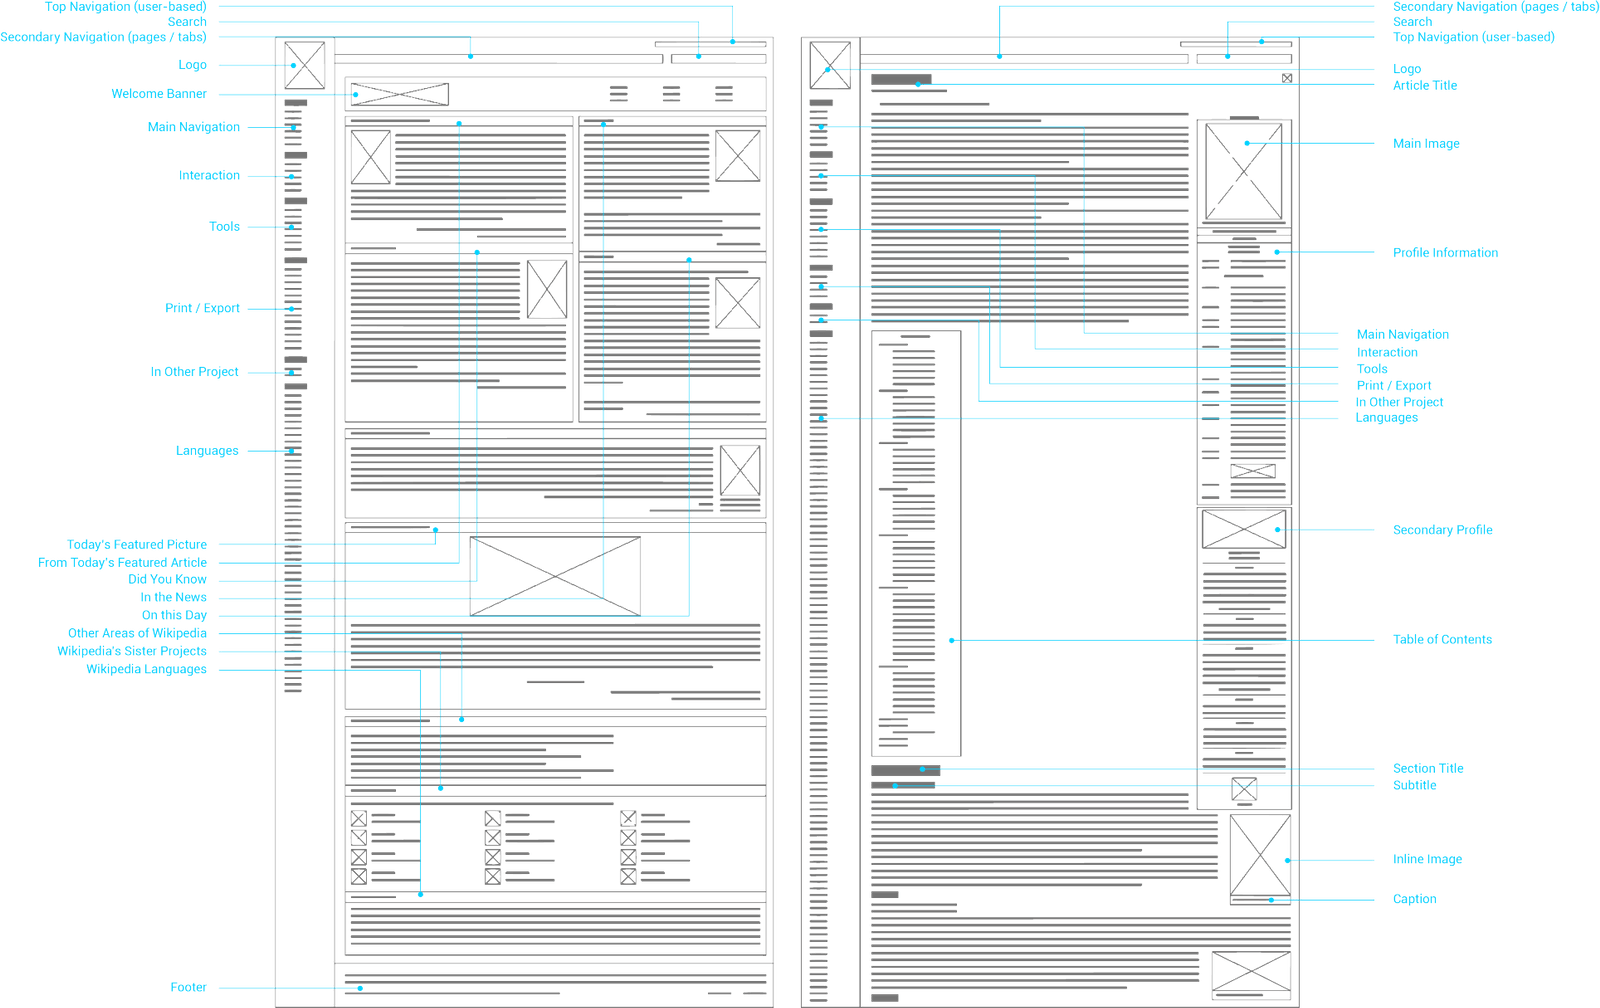 Top Navigation (user-based)
Search
Secondary Navigation (pages / tabs)
Logo
Welcome Banner
Main Navigation
Interaction
Tools
Print / Export
In Other Project
Languages
Today's Featured Picture
From Today's Featured Article
Did You Know
In the News
On this Day
Other Areas of Wikipedia
Wikipedia's Sister Projects
Wikipedia Languages
Footer
Secondary Navigation (pages / tabs)
Search
Top Navigation (user-based)
Logo
Article Title
Main Image
Profile Information
Main Navigation
Interaction
Tools
Print / Export
In Other Project
Languages
Secondary Profile
Table of Contents
Section Title
Subtitle
Inline Image
Caption